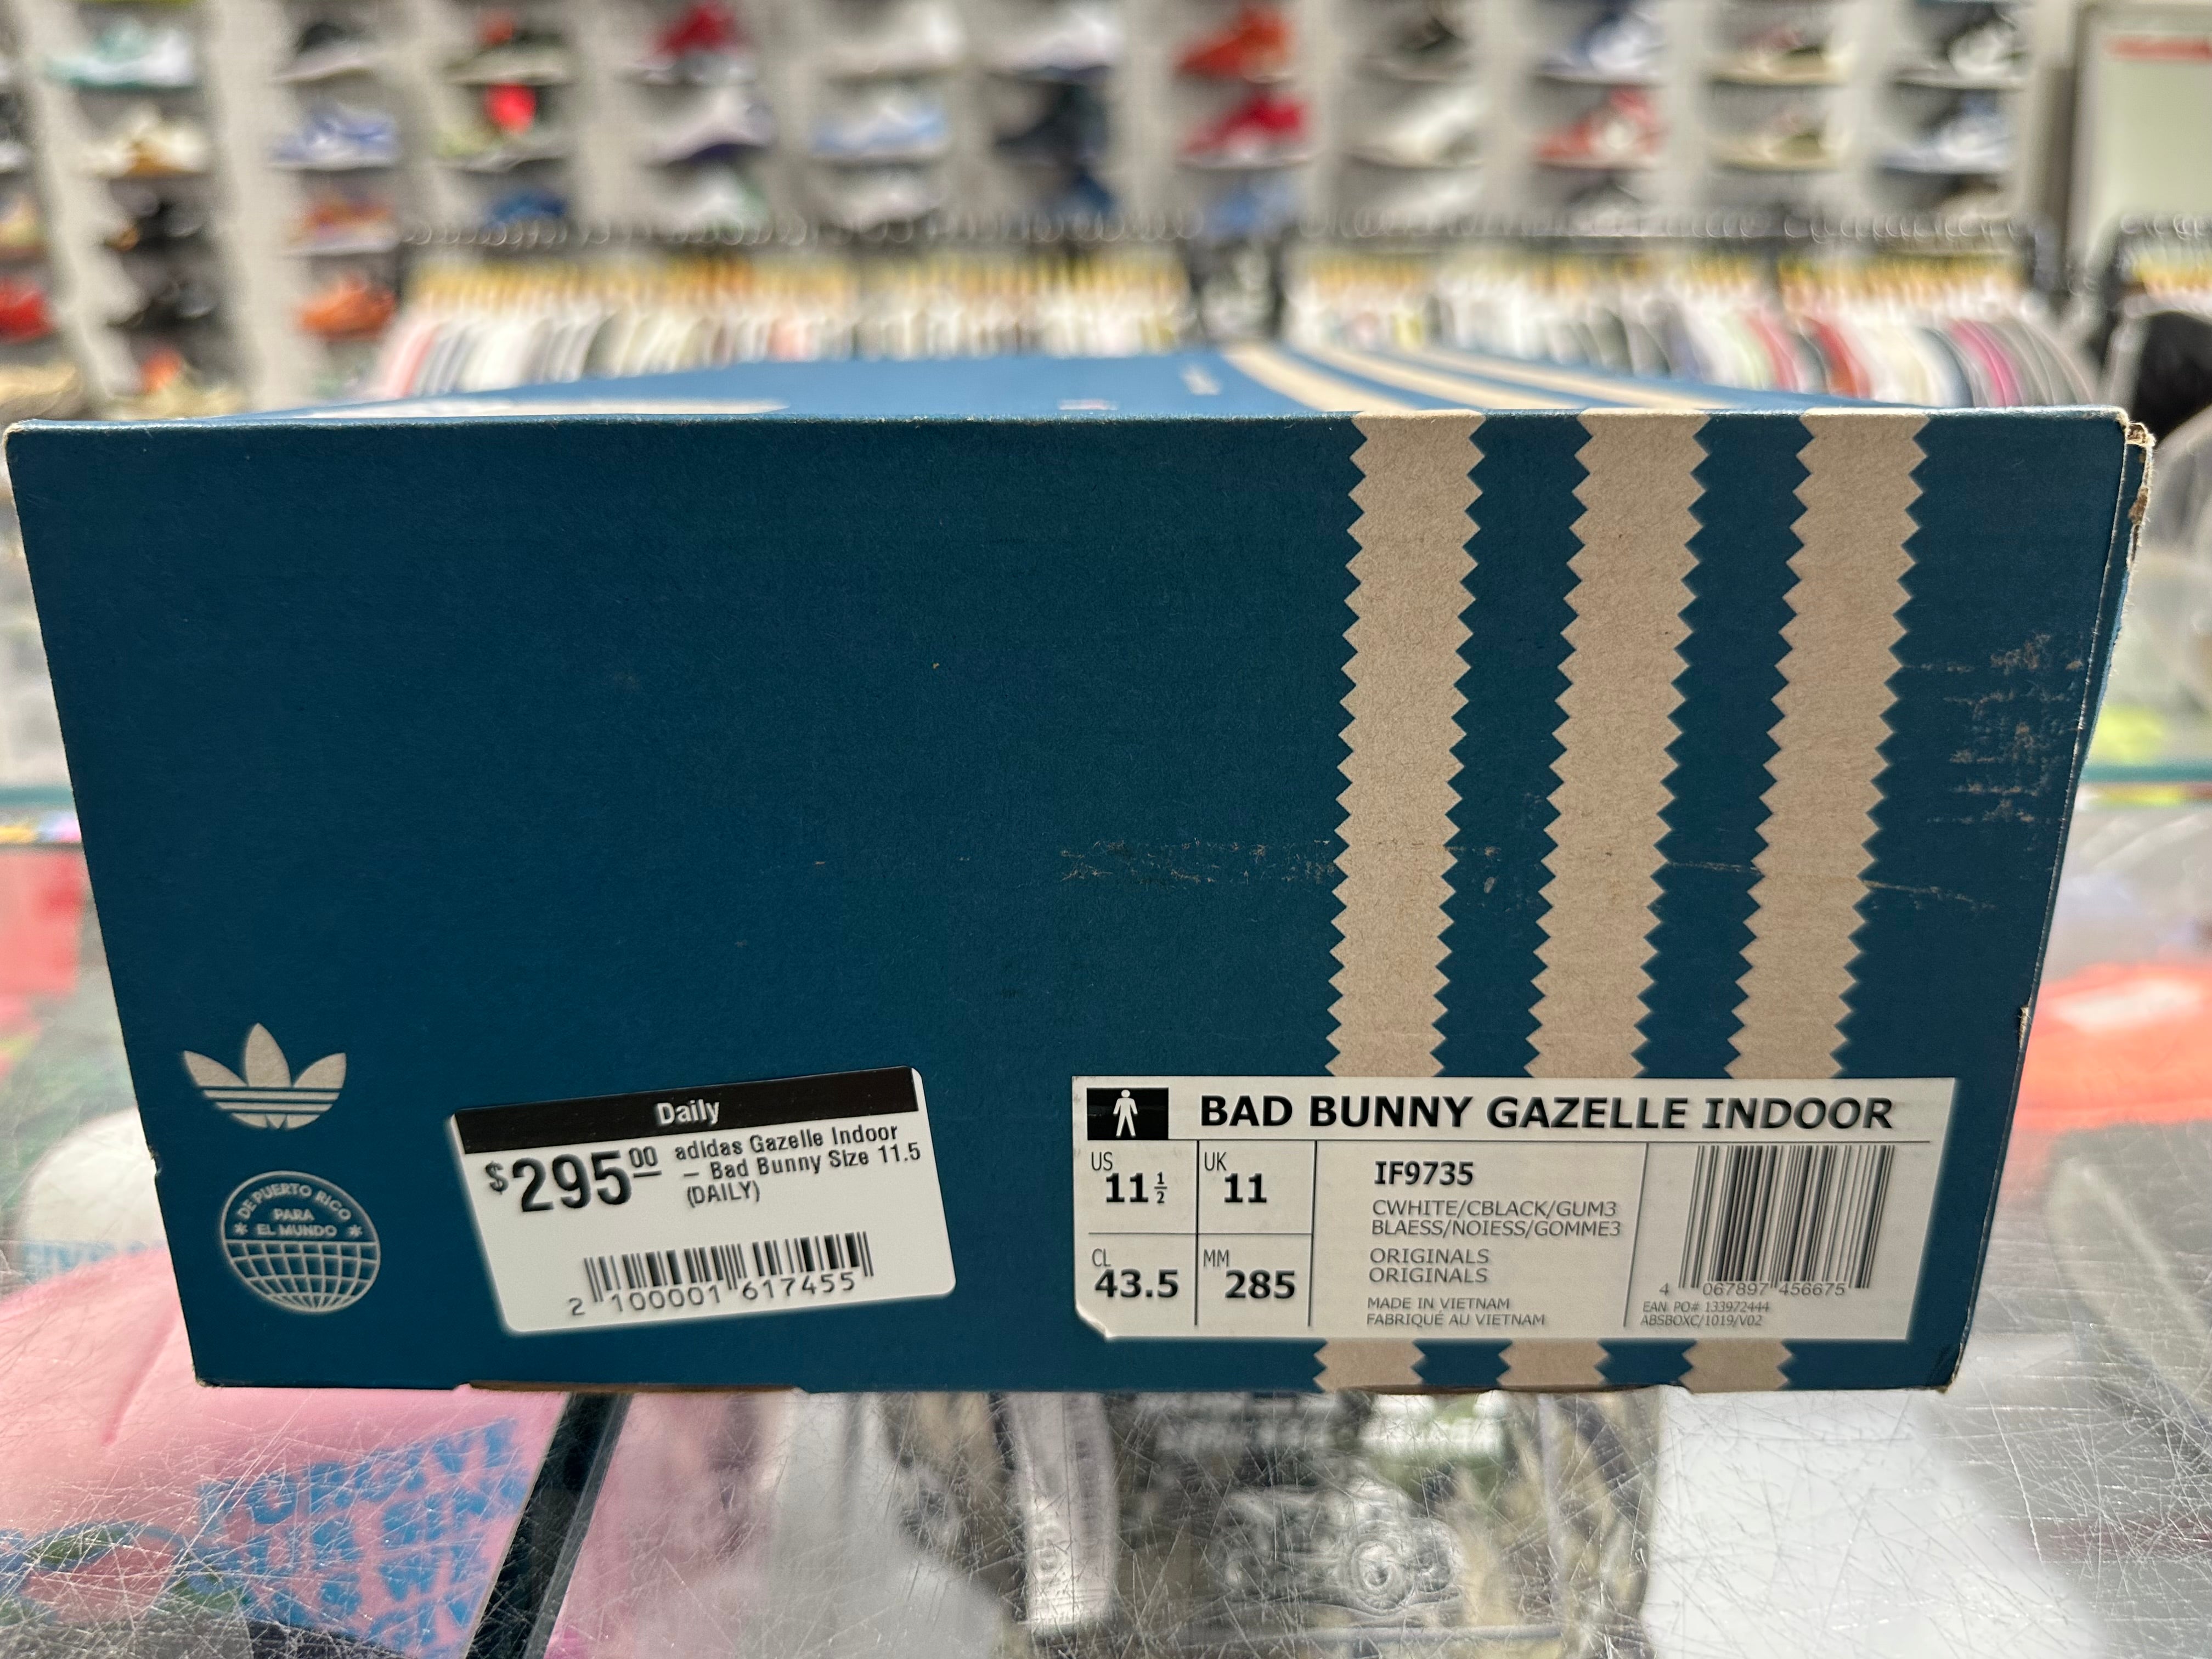 DE PUERTO RICO
PARA
* EL MUNDO *
Daily
$295.00
adidas Gazelle Indoor
– Bad Bunny Size 11.5
(DAILY)
2 100001 617455
BAD BUNNY GAZELLE INDOOR
US
11 1/2
UK
11
CL
43.5
MM
285
IF9735
CWHITE/CBLACK/GUM3
BLAESS/NOIESS/GOMME3
ORIGINALS
ORIGINALS
MADE IN VIETNAM
FABRIQUÉ AU VIETNAM
4 067897 456675
EAN PO# 133972444
ABSBOXC/1019/V02